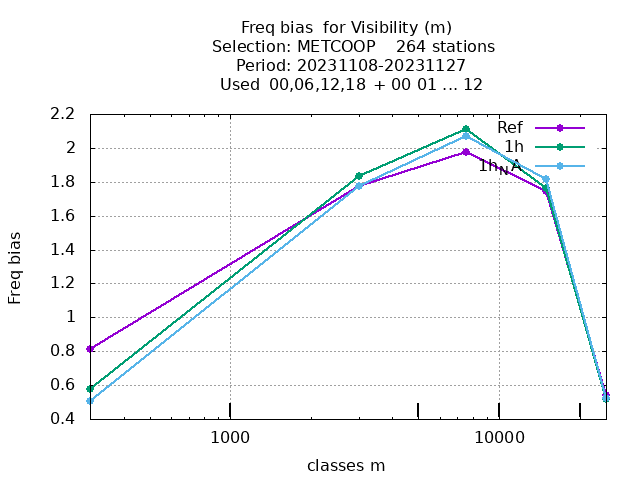 Freq bias  for Visibility (m)
Selection: METCOOP    264 stations
Period: 20231108-20231127
Used  00,06,12,18  + 00 01 ... 12
Ref
1h
1h_NA
2.2
2
1.8
1.6
1.4
1.2
1
0.8
0.6
0.4
Freq bias
1000
10000
classes m